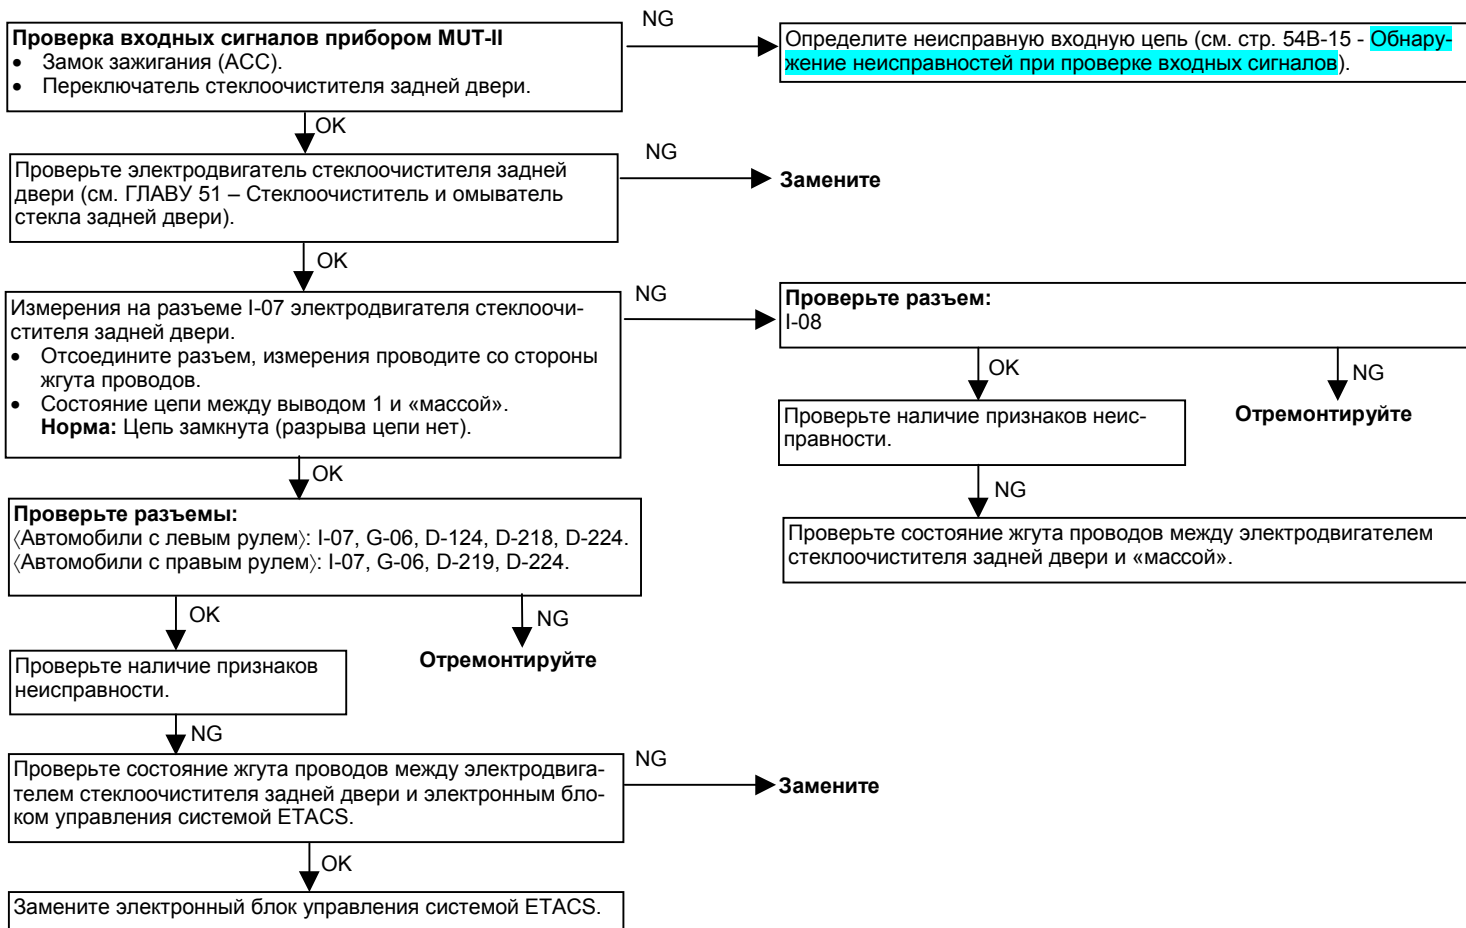 Проверка входных сигналов прибором MUT-II
• Замок зажигания (ACC).
• Переключатель стеклоочистителя задней двери.
NG
Определите неисправную входную цепь (см. стр. 54B-15 - Обнару-
жение неисправностей при проверке входных сигналов).
OK
Проверьте электродвигатель стеклоочистителя задней
двери (см. ГЛАВУ 51 – Стеклоочиститель и омыватель
стекла задней двери).
NG
Замените
OK
Измерения на разъеме I-07 электродвигателя стеклоочи-
стителя задней двери.
• Отсоедините разъем, измерения проводите со стороны
жгута проводов.
• Состояние цепи между выводом 1 и «массой».
Норма: Цепь замкнута (разрыва цепи нет).
NG
Проверьте разъем:
I-08
OK
NG
Проверьте наличие признаков неис-
правности.
Отремонтируйте
NG
Проверьте состояние жгута проводов между электродвигателем
стеклоочистителя задней двери и «массой».
OK
Проверьте разъемы:
〈Автомобили с левым рулем〉: I-07, G-06, D-124, D-218, D-224.
〈Автомобили с правым рулем〉: I-07, G-06, D-219, D-224.
OK
NG
Проверьте наличие признаков
неисправности.
Отремонтируйте
NG
Проверьте состояние жгута проводов между электродвига-
телем стеклоочистителя задней двери и электронным бло-
ком управления системой ETACS.
NG
Замените
OK
Замените электронный блок управления системой ETACS.